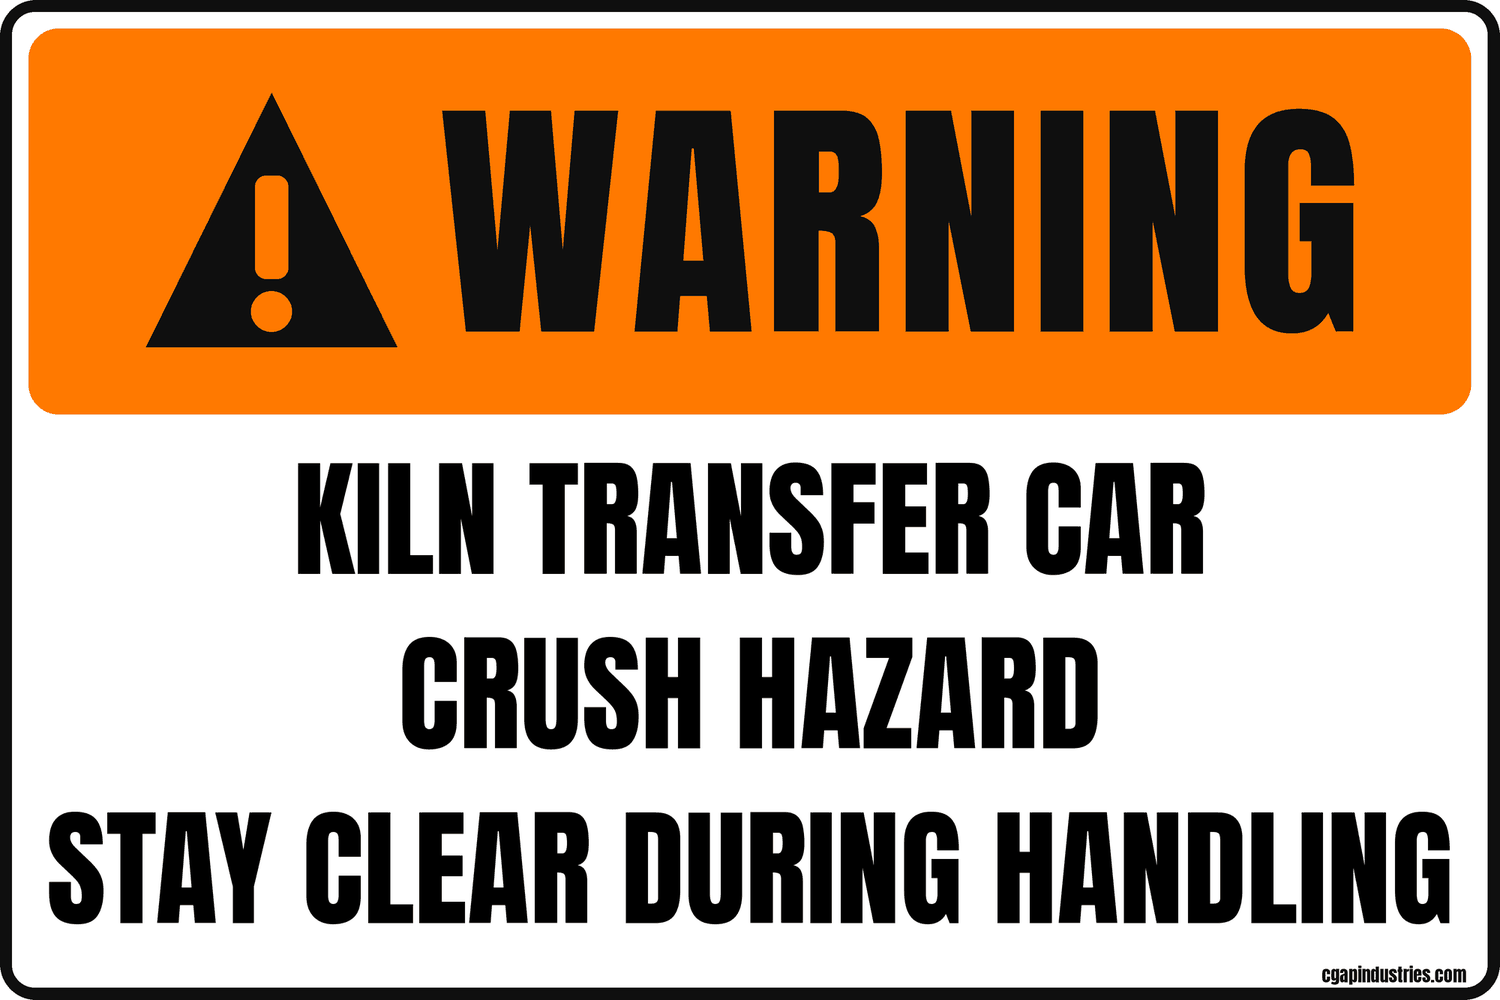 WARNING
KILN TRANSFER CAR
CRUSH HAZARD
STAY CLEAR DURING HANDLING
cgapindustries.com